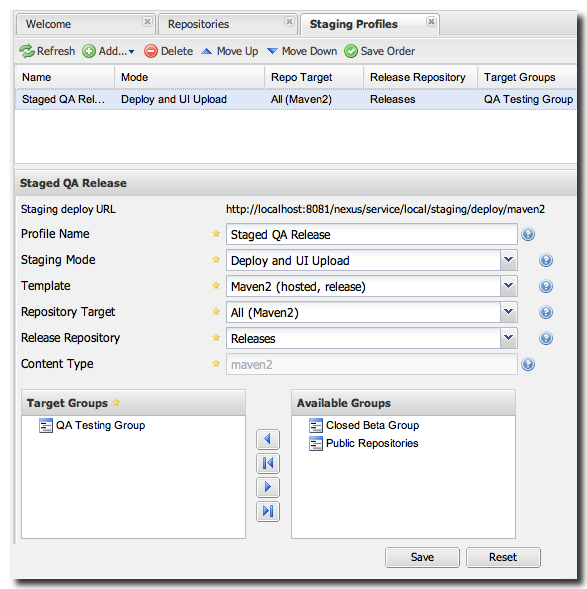 Welcome Repositories Staging Profiles
Refresh Add... Delete Move Up Move Down Save Order
Name Mode Repo Target Release Repository Target Groups
Staged QA Rel... Deploy and UI Upload All (Maven2) Releases QA Testing Group
Staged QA Release
Staging deploy URL http://localhost:8081/nexus/service/local/staging/deploy/maven2
Profile Name Staged QA Release
Staging Mode Deploy and UI Upload
Template Maven2 (hosted, release)
Repository Target All (Maven2)
Release Repository Releases
Content Type maven2
Target Groups Available Groups
QA Testing Group Closed Beta Group
Public Repositories
Save Reset